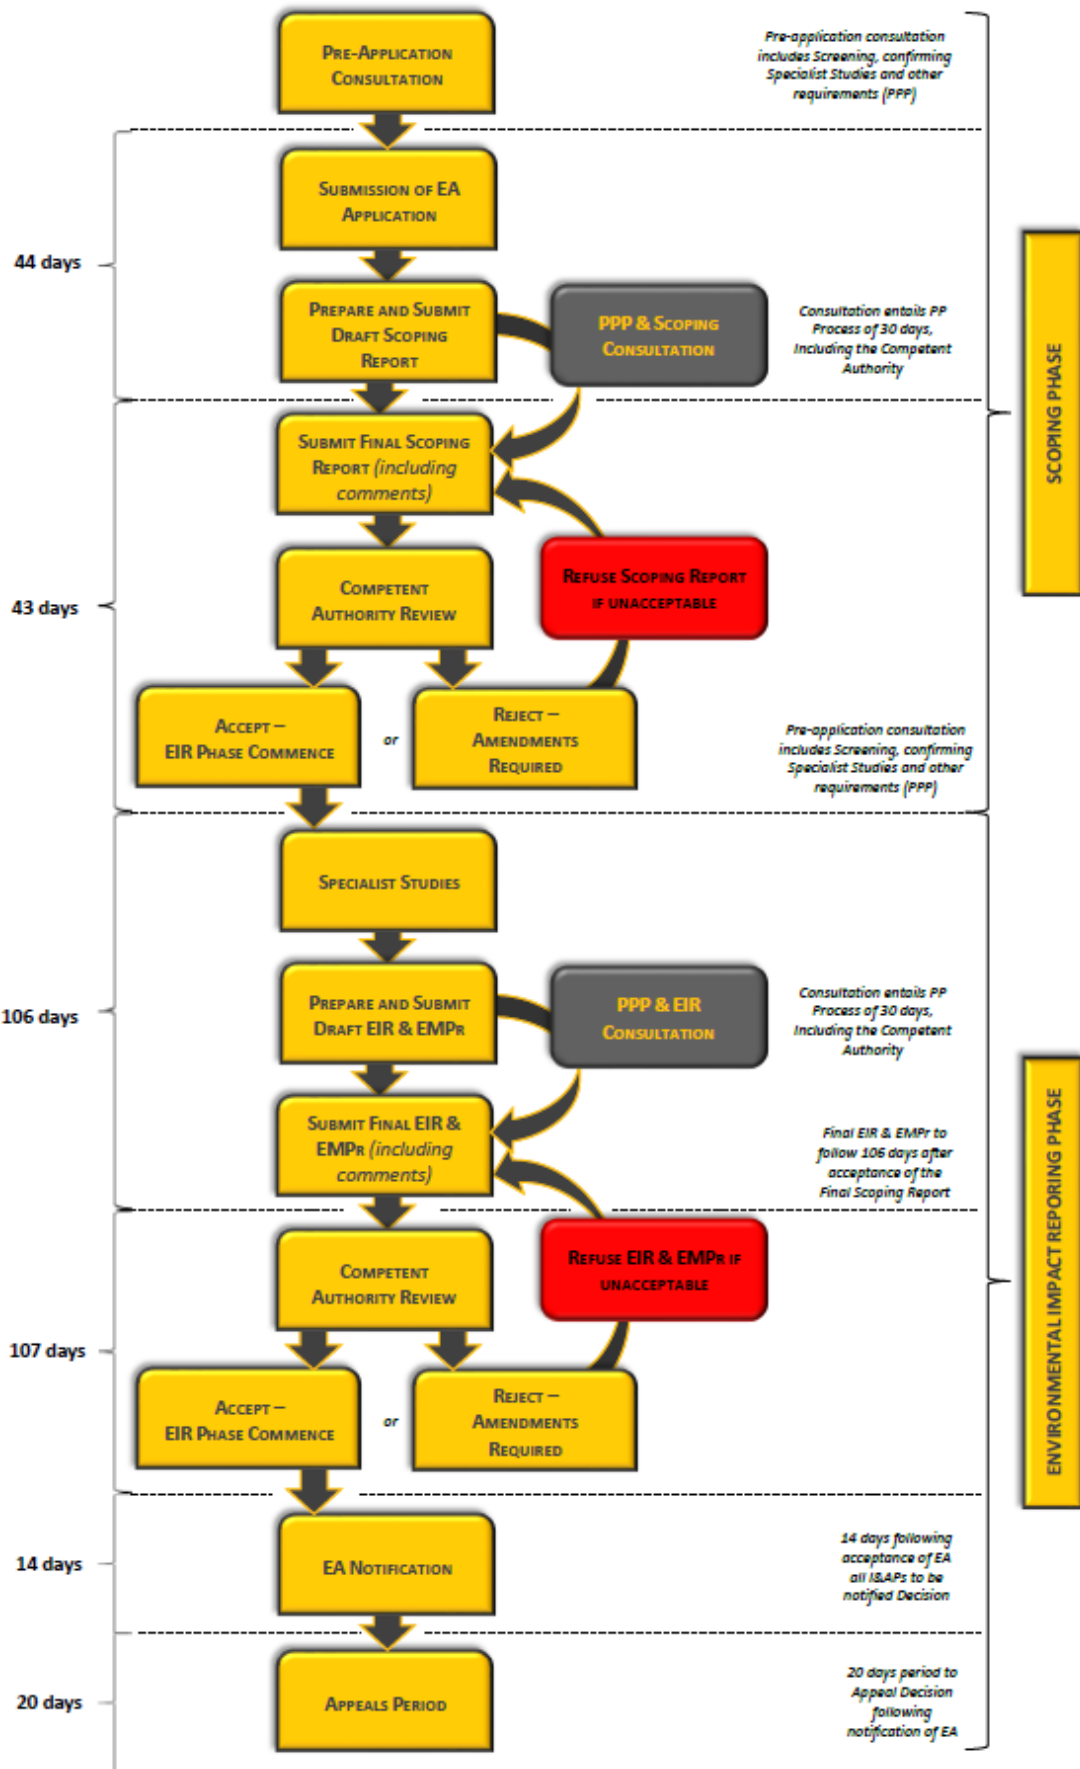 PRE-APPLICATION
CONSULTATION
Pre-application consultation
includes Screening, confirming
Specialist Studies and other
requirements (PPP)
SUBMISSION OF EA
APPLICATION
44 days
PREPARE AND SUBMIT
DRAFT SCOPING
REPORT
PPP & SCOPING
CONSULTATION
Consultation entails PP
Process of 30 days,
Including the Competent
Authority
SCOPING PHASE
SUBMIT FINAL SCOPING
REPORT (including
comments)
REFUSE SCOPING REPORT
IF UNACCEPTABLE
43 days
COMPETENT
AUTHORITY REVIEW
ACCEPT –
EIR PHASE COMMENCE
or
REJECT –
AMENDMENTS
REQUIRED
Pre-application consultation
includes Screening, confirming
Specialist Studies and other
requirements (PPP)
SPECIALIST STUDIES
106 days
PREPARE AND SUBMIT
DRAFT EIR & EMPR
PPP & EIR
CONSULTATION
Consultation entails PP
Process of 30 days,
Including the Competent
Authority
SUBMIT FINAL EIR &
EMPR (including
comments)
Final EIR & EMPr to
follow 106 days after
acceptance of the
Final Scoping Report
ENVIRONMENTAL IMPACT REPORING PHASE
COMPETENT
AUTHORITY REVIEW
REFUSE EIR & EMPR IF
UNACCEPTABLE
107 days
ACCEPT –
EIR PHASE COMMENCE
or
REJECT –
AMENDMENTS
REQUIRED
14 days
EA NOTIFICATION
14 days following
acceptance of EA
all I&APs to be
notified Decision
20 days
APPEALS PERIOD
20 days period to
Appeal Decision
following
notification of EA